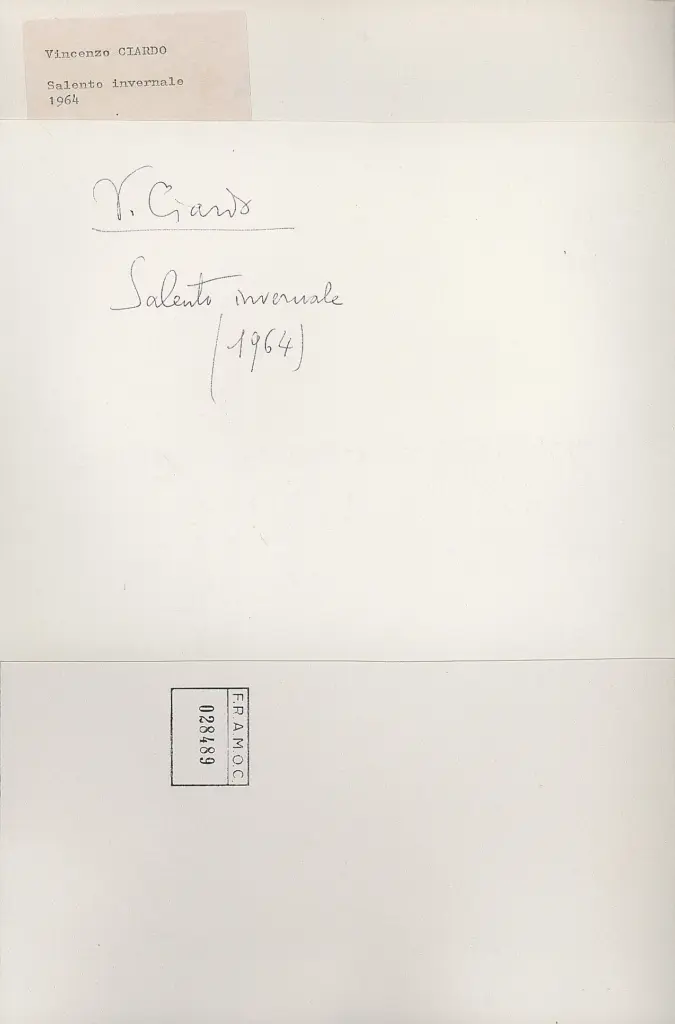 Vincenzo CIARDO
Salento invernale
1964
V. Ciardo
Salento invernale
(1964)
F.R.A.M.O.C.
028489